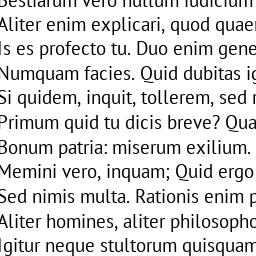 Bestiarum vero nullum iudicium
Aliter enim explicari, quod quae
Is es profecto tu. Duo enim gene
Numquam facies. Quid dubitas ig
Si quidem, inquit, tollerem, sed
Primum quid tu dicis breve? Qua
Bonum patria: miserum exilium.
Memini vero, inquam; Quid ergo
Sed nimis multa. Rationis enim p
Aliter homines, aliter philosopho
Igitur neque stultorum quisquam